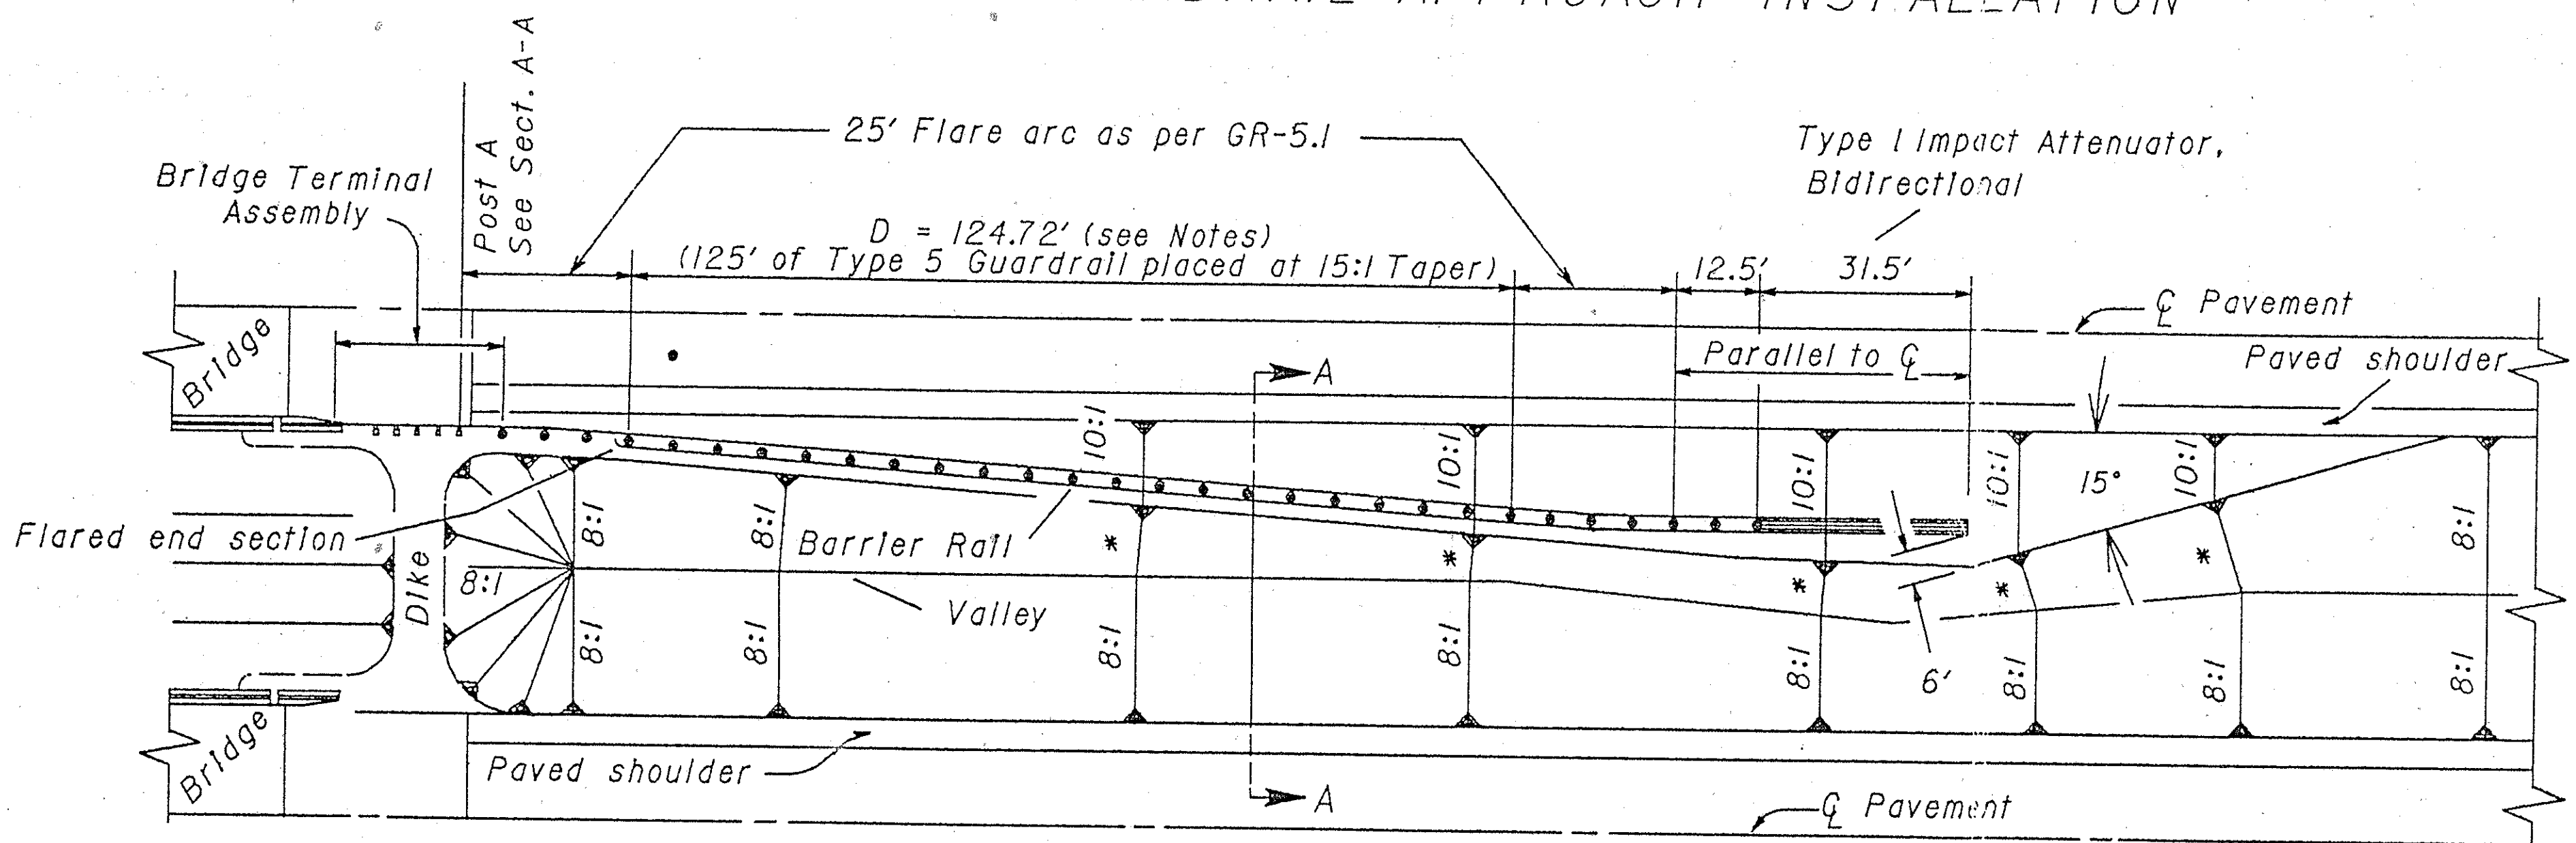 APPROACH INSTALLATION
Post A
See Sect. A-A
25' Flare arc as per GR-5.1
Type 1 Impact Attenuator,
Bidirectional
Bridge Terminal
Assembly
D = 124.72' (see Notes)
(125' of Type 5 Guardrail placed at 15:1 Taper)
12.5'
31.5'
℄ Pavement
Bridge
Parallel to ℄
Paved shoulder
A
10:1
10:1
10:1
10:1
10:1
15°
Flared end section
Dike
8:1
8:1
8:1
Barrier Rail
*
*
*
*
*
8:1
Valley
8:1
8:1
8:1
8:1
8:1
6'
8:1
8:1
8:1
Bridge
Paved shoulder
A
℄ Pavement